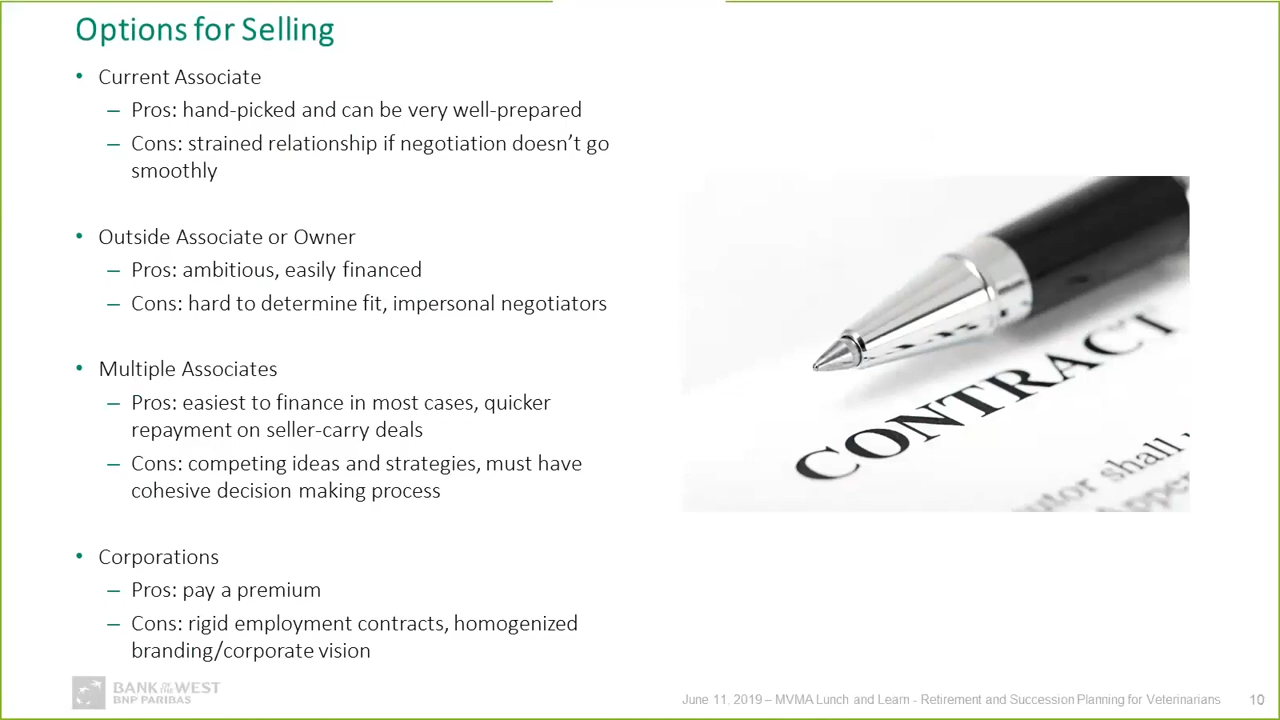 Options for Selling
• Current Associate
– Pros: hand-picked and can be very well-prepared
– Cons: strained relationship if negotiation doesn’t go
smoothly
• Outside Associate or Owner
– Pros: ambitious, easily financed
– Cons: hard to determine fit, impersonal negotiators
• Multiple Associates
– Pros: easiest to finance in most cases, quicker
repayment on seller-carry deals
– Cons: competing ideas and strategies, must have
cohesive decision making process
• Corporations
– Pros: pay a premium
– Cons: rigid employment contracts, homogenized
branding/corporate vision
CONTRACT
shall
BANK OF THE WEST
BNP PARIBAS
June 11, 2019 – MVMA Lunch and Learn - Retirement and Succession Planning for Veterinarians
10